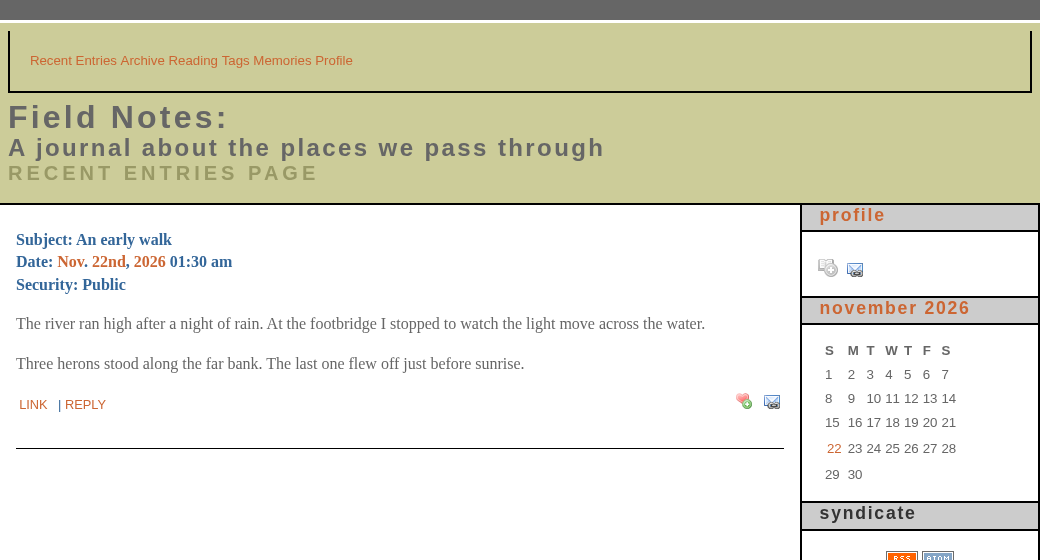 Recent Entries Archive Reading Tags Memories Profile
Field Notes:
A journal about the places we pass through
RECENT ENTRIES PAGE
Subject: An early walk
Date: Nov. 22nd, 2026 01:30 am
Security: Public
The river ran high after a night of rain. At the footbridge I stopped to watch the light move across the water.
Three herons stood along the far bank. The last one flew off just before sunrise.
LINK | REPLY
profile
november 2026
S M T W T F S
1 2 3 4 5 6 7
8 9 10 11 12 13 14
15 16 17 18 19 20 21
22 23 24 25 26 27 28
29 30
syndicate
RSS ATOM